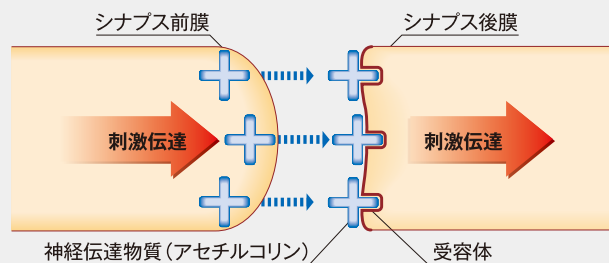 シナプス前膜
シナプス後膜
刺激伝達
刺激伝達
神経伝達物質（アセチルコリン）
受容体